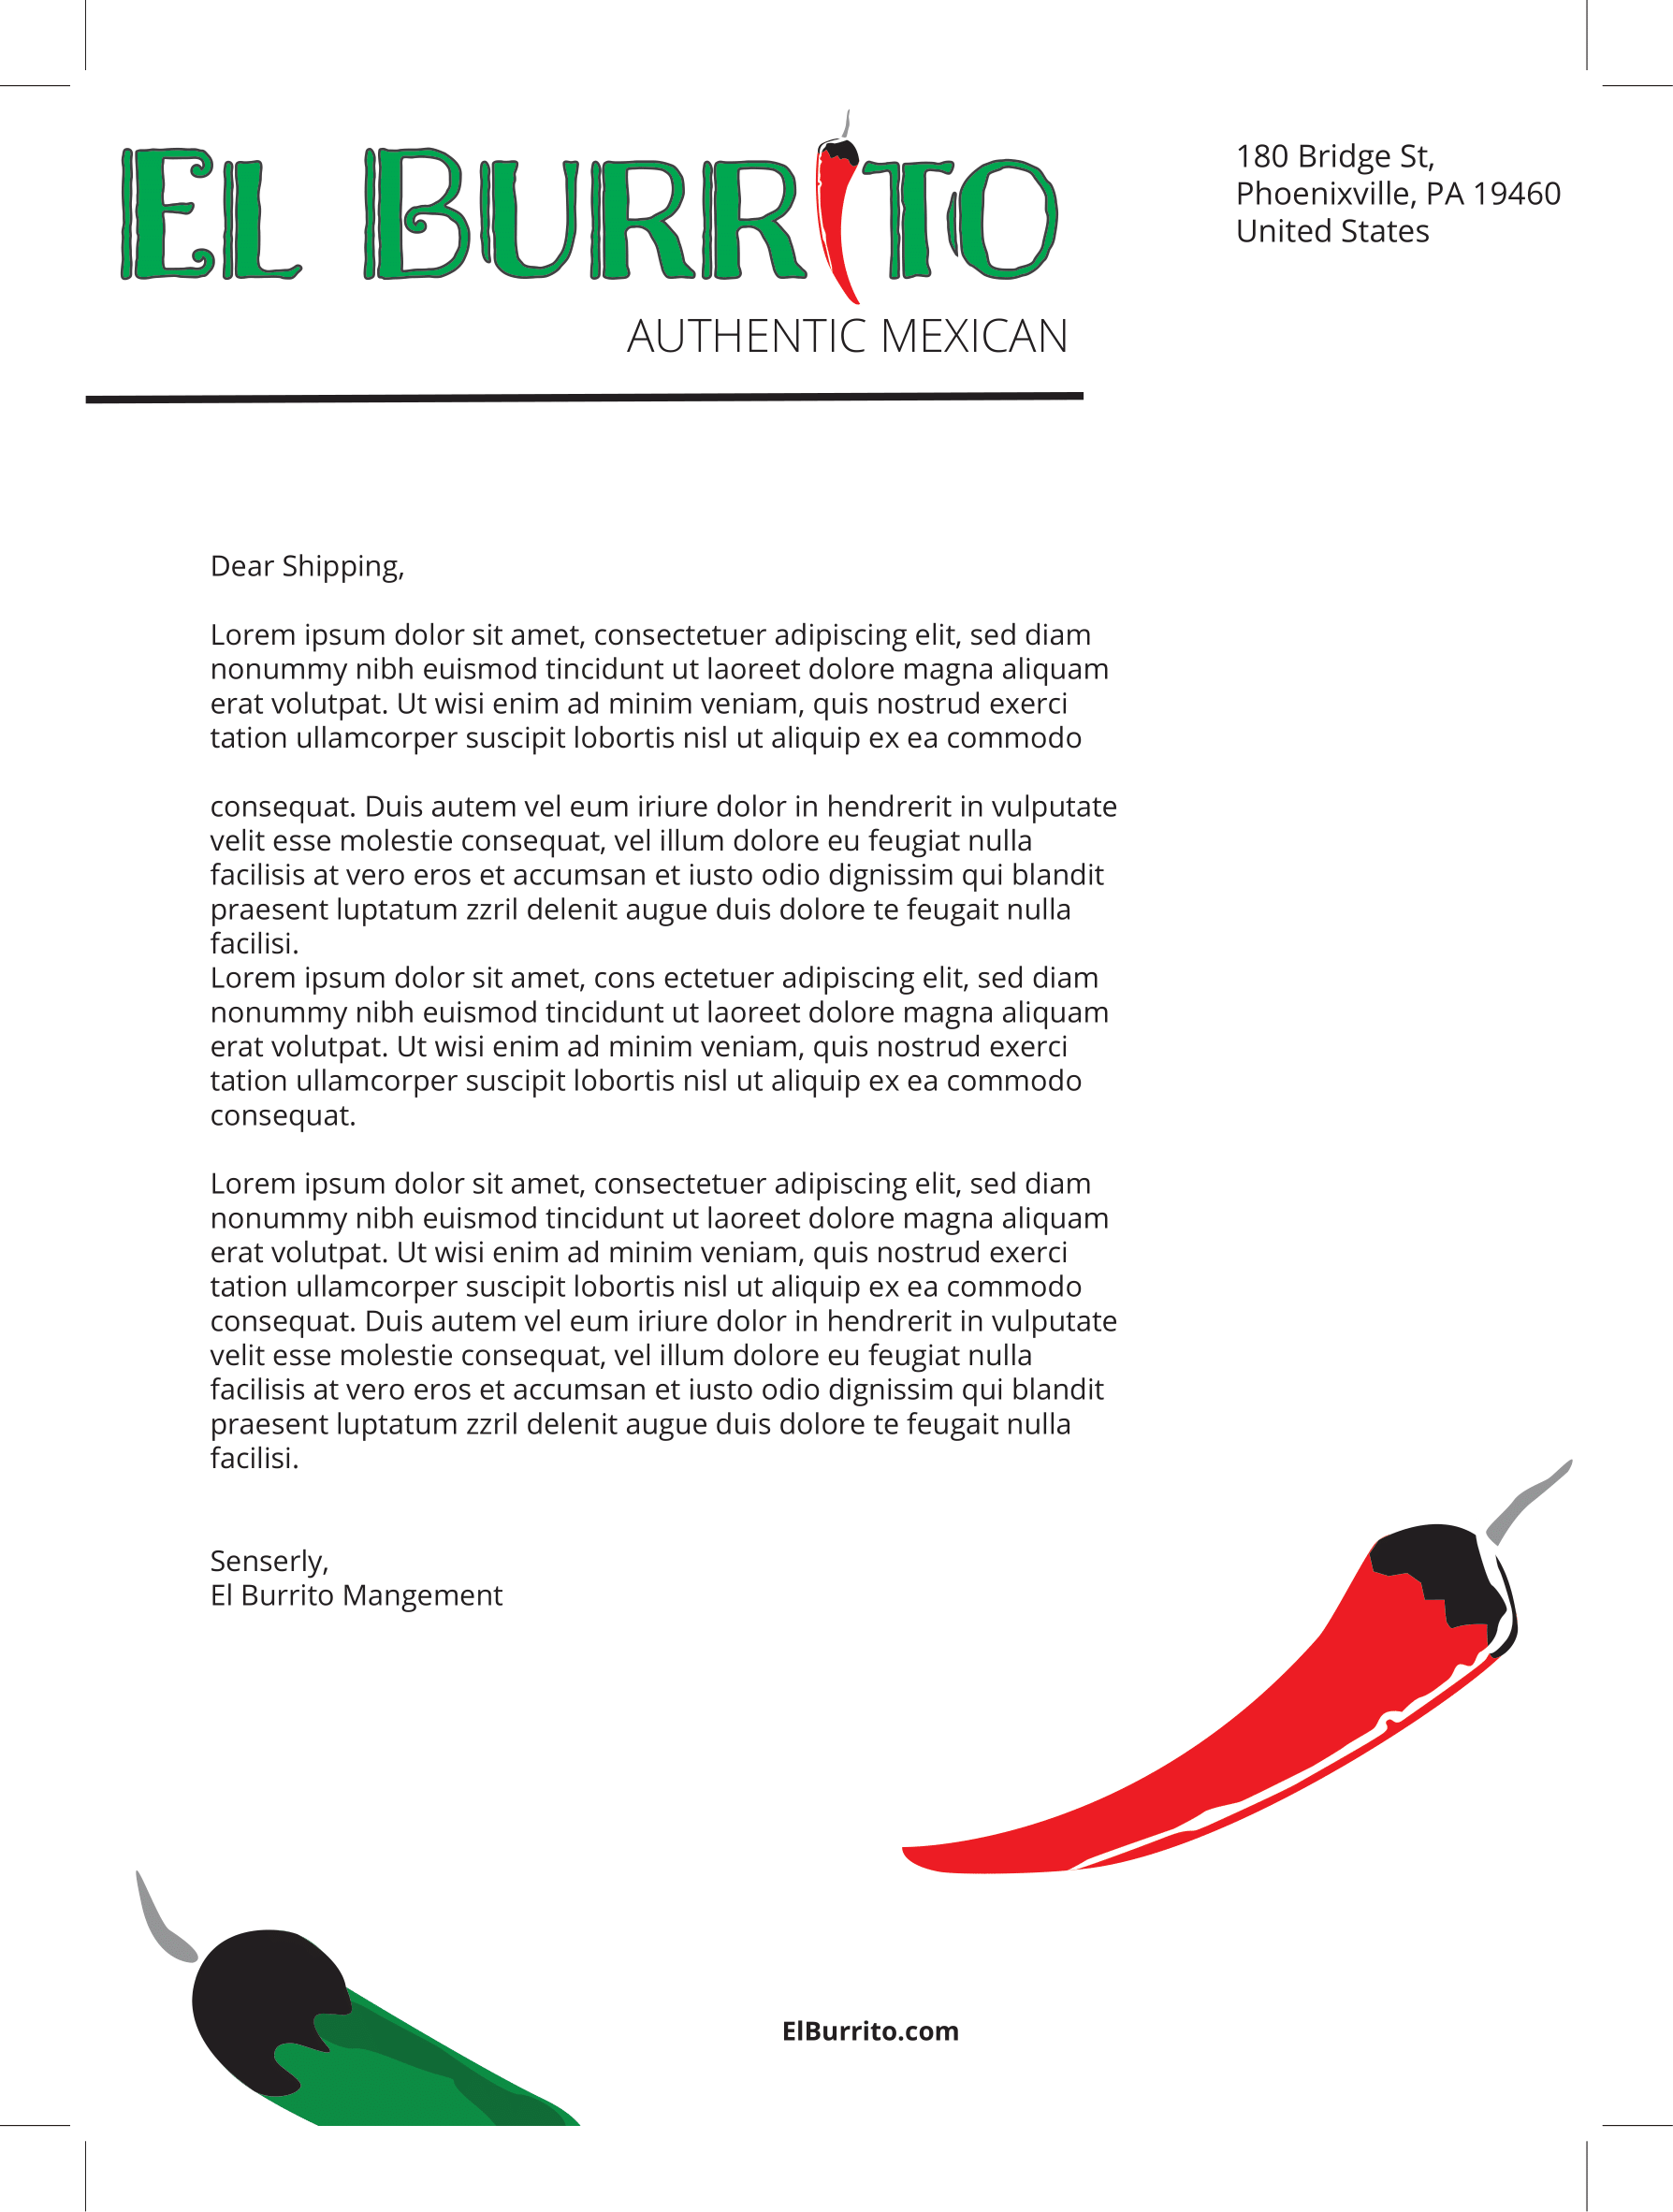 EL BURRITO
AUTHENTIC MEXICAN
180 Bridge St,
Phoenixville, PA 19460
United States
Dear Shipping,
Lorem ipsum dolor sit amet, consectetuer adipiscing elit, sed diam
nonummy nibh euismod tincidunt ut laoreet dolore magna aliquam
erat volutpat. Ut wisi enim ad minim veniam, quis nostrud exerci
tation ullamcorper suscipit lobortis nisl ut aliquip ex ea commodo
consequat. Duis autem vel eum iriure dolor in hendrerit in vulputate
velit esse molestie consequat, vel illum dolore eu feugiat nulla
facilisis at vero eros et accumsan et iusto odio dignissim qui blandit
praesent luptatum zzril delenit augue duis dolore te feugait nulla
facilisi.
Lorem ipsum dolor sit amet, cons ectetuer adipiscing elit, sed diam
nonummy nibh euismod tincidunt ut laoreet dolore magna aliquam
erat volutpat. Ut wisi enim ad minim veniam, quis nostrud exerci
tation ullamcorper suscipit lobortis nisl ut aliquip ex ea commodo
consequat.
Lorem ipsum dolor sit amet, consectetuer adipiscing elit, sed diam
nonummy nibh euismod tincidunt ut laoreet dolore magna aliquam
erat volutpat. Ut wisi enim ad minim veniam, quis nostrud exerci
tation ullamcorper suscipit lobortis nisl ut aliquip ex ea commodo
consequat. Duis autem vel eum iriure dolor in hendrerit in vulputate
velit esse molestie consequat, vel illum dolore eu feugiat nulla
facilisis at vero eros et accumsan et iusto odio dignissim qui blandit
praesent luptatum zzril delenit augue duis dolore te feugait nulla
facilisi.
Senserly,
El Burrito Mangement
ElBurrito.com